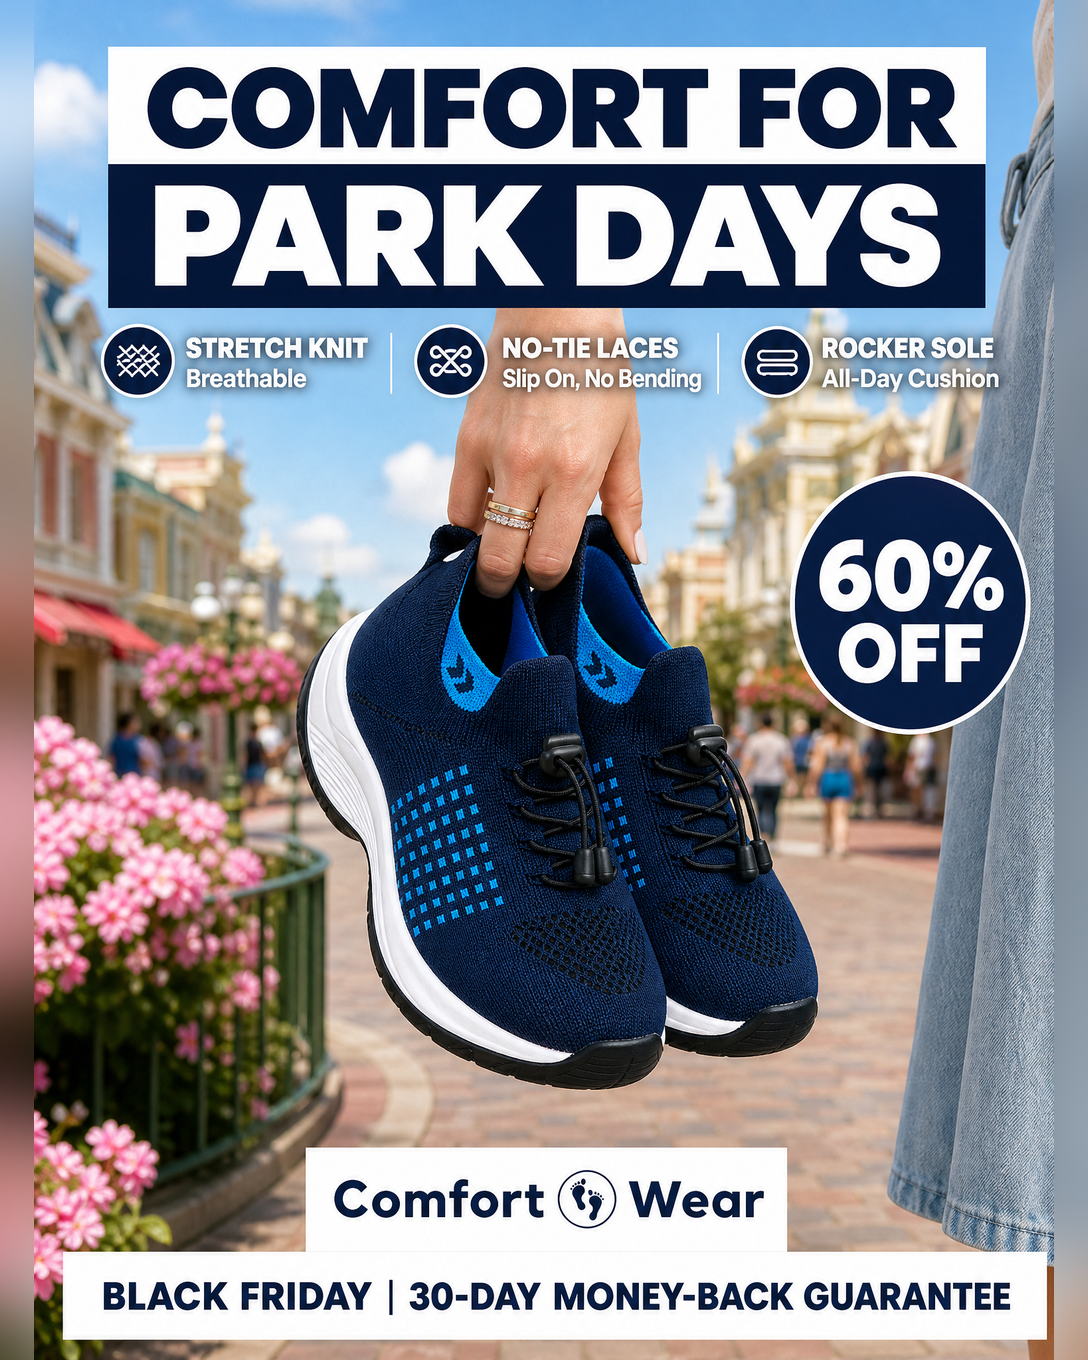 COMFORT FOR
PARK DAYS
STRETCH KNIT
Breathable
NO-TIE LACES
Slip On, No Bending
ROCKER SOLE
All-Day Cushion
60%
OFF
Comfort Wear
BLACK FRIDAY | 30-DAY MONEY-BACK GUARANTEE